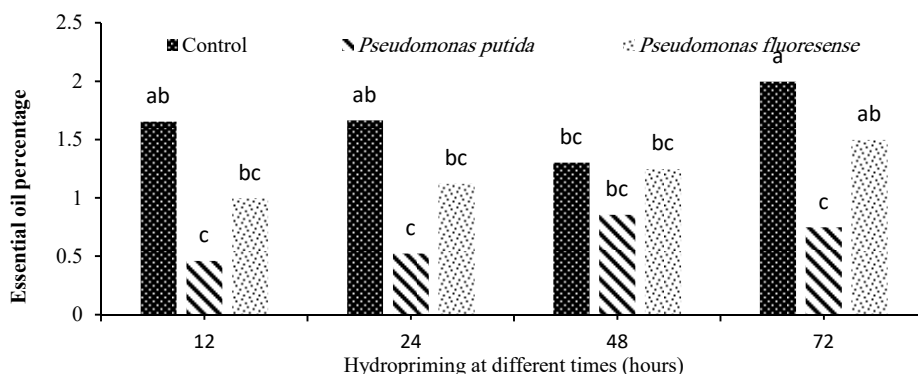 Essential oil percentage
2.5
2
1.5
1
0.5
0
Control Pseudomonas putida Pseudomonas fluoresense
ab c bc
ab c bc
bc bc bc
a c ab
12 24 48 72
Hydropriming at different times (hours)